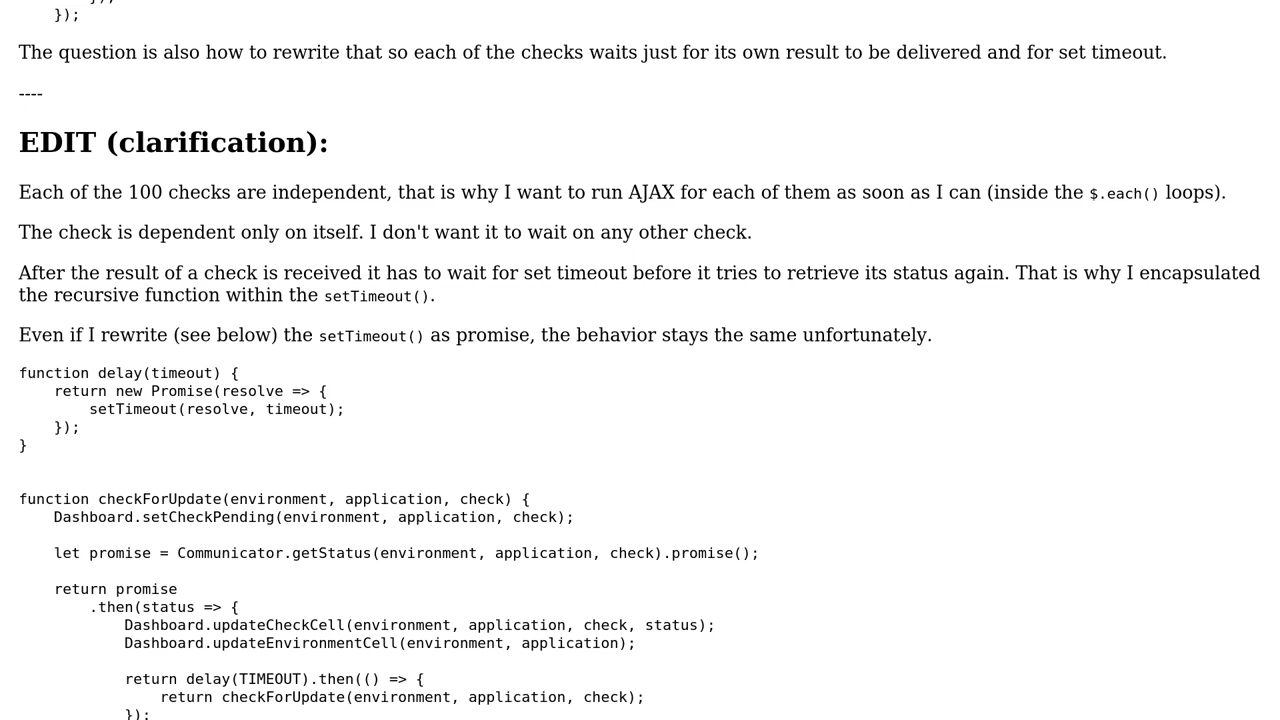 });
The question is also how to rewrite that so each of the checks waits just for its own result to be delivered and for set timeout.
----
EDIT (clarification):
Each of the 100 checks are independent, that is why I want to run AJAX for each of them as soon as I can (inside the $.each() loops).
The check is dependent only on itself. I don't want it to wait on any other check.
After the result of a check is received it has to wait for set timeout before it tries to retrieve its status again. That is why I encapsulated
the recursive function within the setTimeout().
Even if I rewrite (see below) the setTimeout() as promise, the behavior stays the same unfortunately.
function delay(timeout) {
    return new Promise(resolve => {
        setTimeout(resolve, timeout);
    });
}
function checkForUpdate(environment, application, check) {
    Dashboard.setCheckPending(environment, application, check);
    let promise = Communicator.getStatus(environment, application, check).promise();
    return promise
        .then(status => {
            Dashboard.updateCheckCell(environment, application, check, status);
            Dashboard.updateEnvironmentCell(environment, application);
            return delay(TIMEOUT).then(() => {
                return checkForUpdate(environment, application, check);
            });